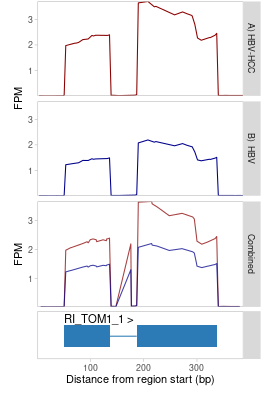 3
2
1
A) HBV-HCC
3
2
1
B) HBV
FPM
3
2
1
Combined
FPM
RI_TOM1_1 >
100
200
300
Distance from region start (bp)